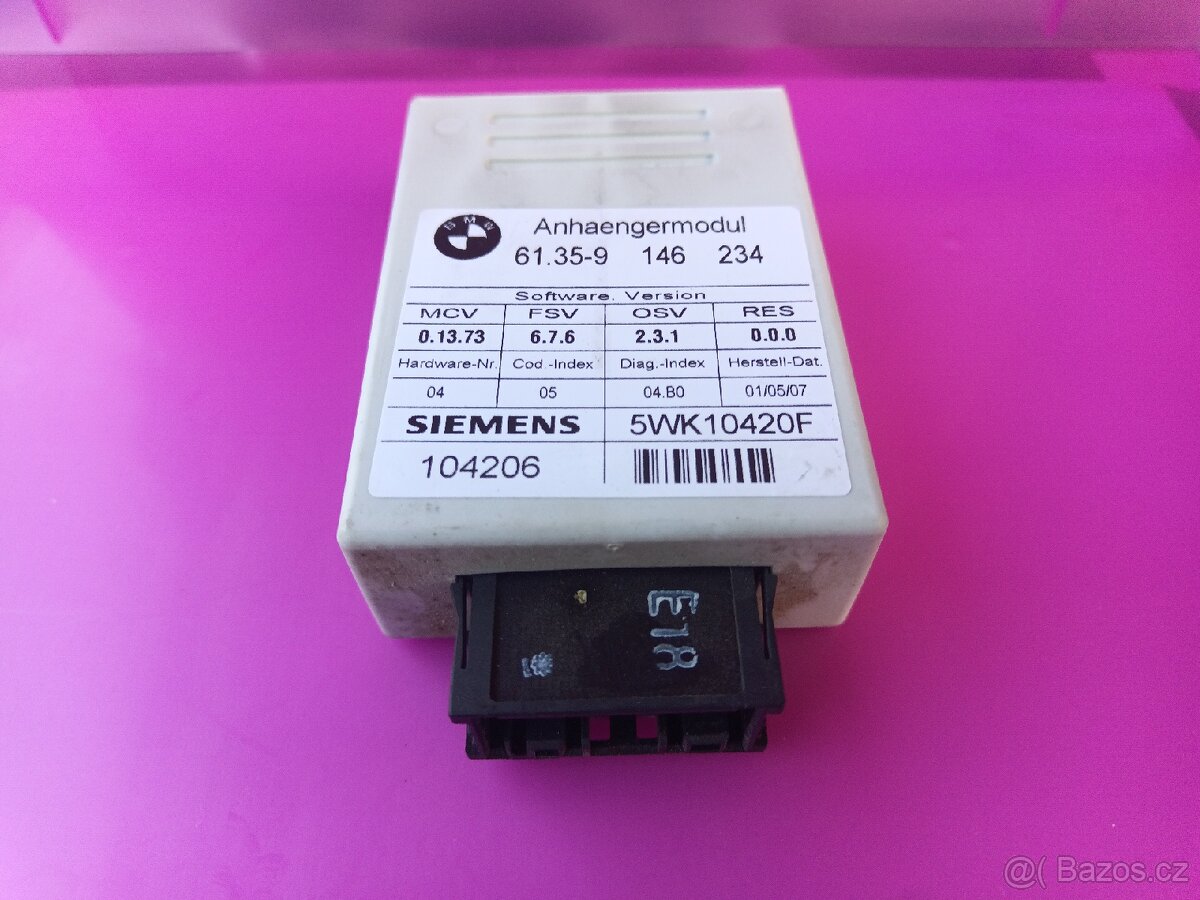 BMW
Anhaengermodul
61.35-9 146 234
Software. Version
MCV FSV OSV RES
0.13.73 6.7.6 2.3.1 0.0.0
Hardware-Nr. Cod.-Index Diag.-Index Herstell-Dat.
04 05 04.B0 01/05/07
SIEMENS 5WK10420F
104206
E18
@( Bazos.cz